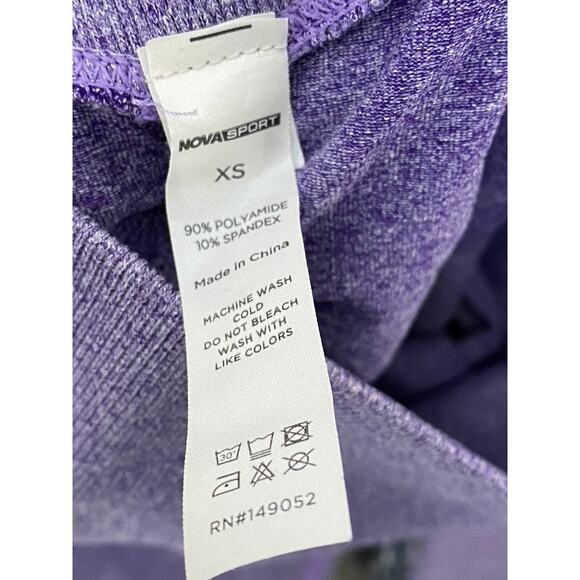 NOVASPORT
XS
90% POLYAMIDE
10% SPANDEX
Made in China
MACHINE WASH
COLD
DO NOT BLEACH
WASH WITH
LIKE COLORS
30°
RN#149052